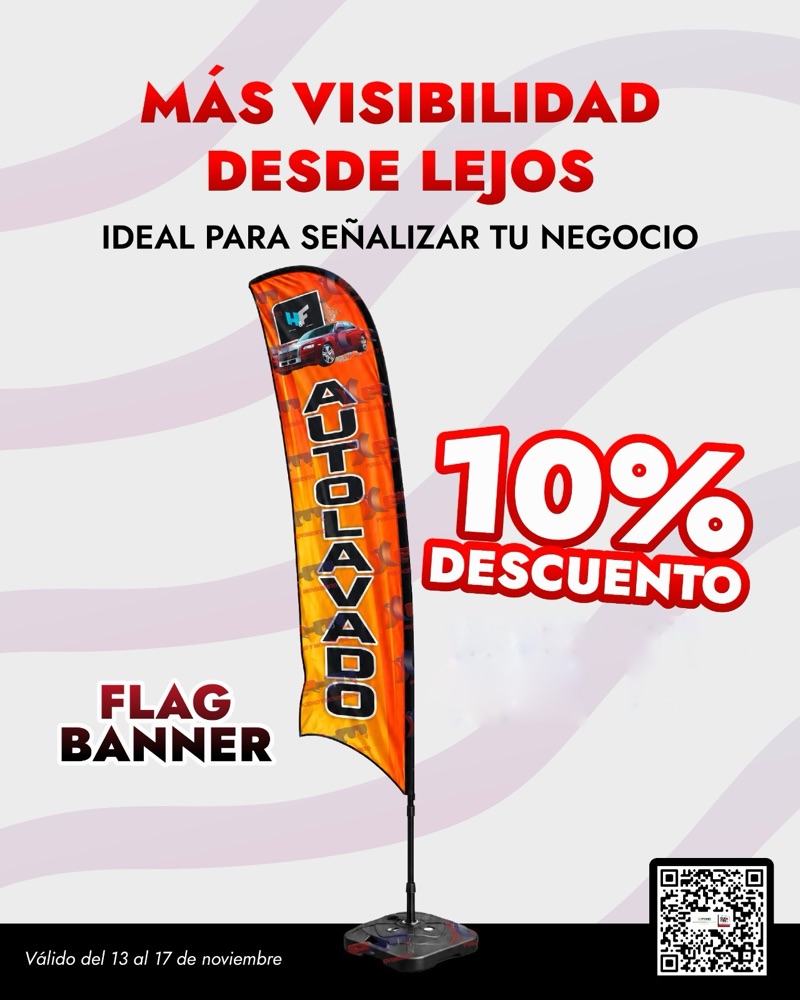 MÁS VISIBILIDAD
DESDE LEJOS
IDEAL PARA SEÑALIZAR TU NEGOCIO
AUTOLAVADO
10%
DESCUENTO
FLAG
BANNER
Válido del 13 al 17 de noviembre